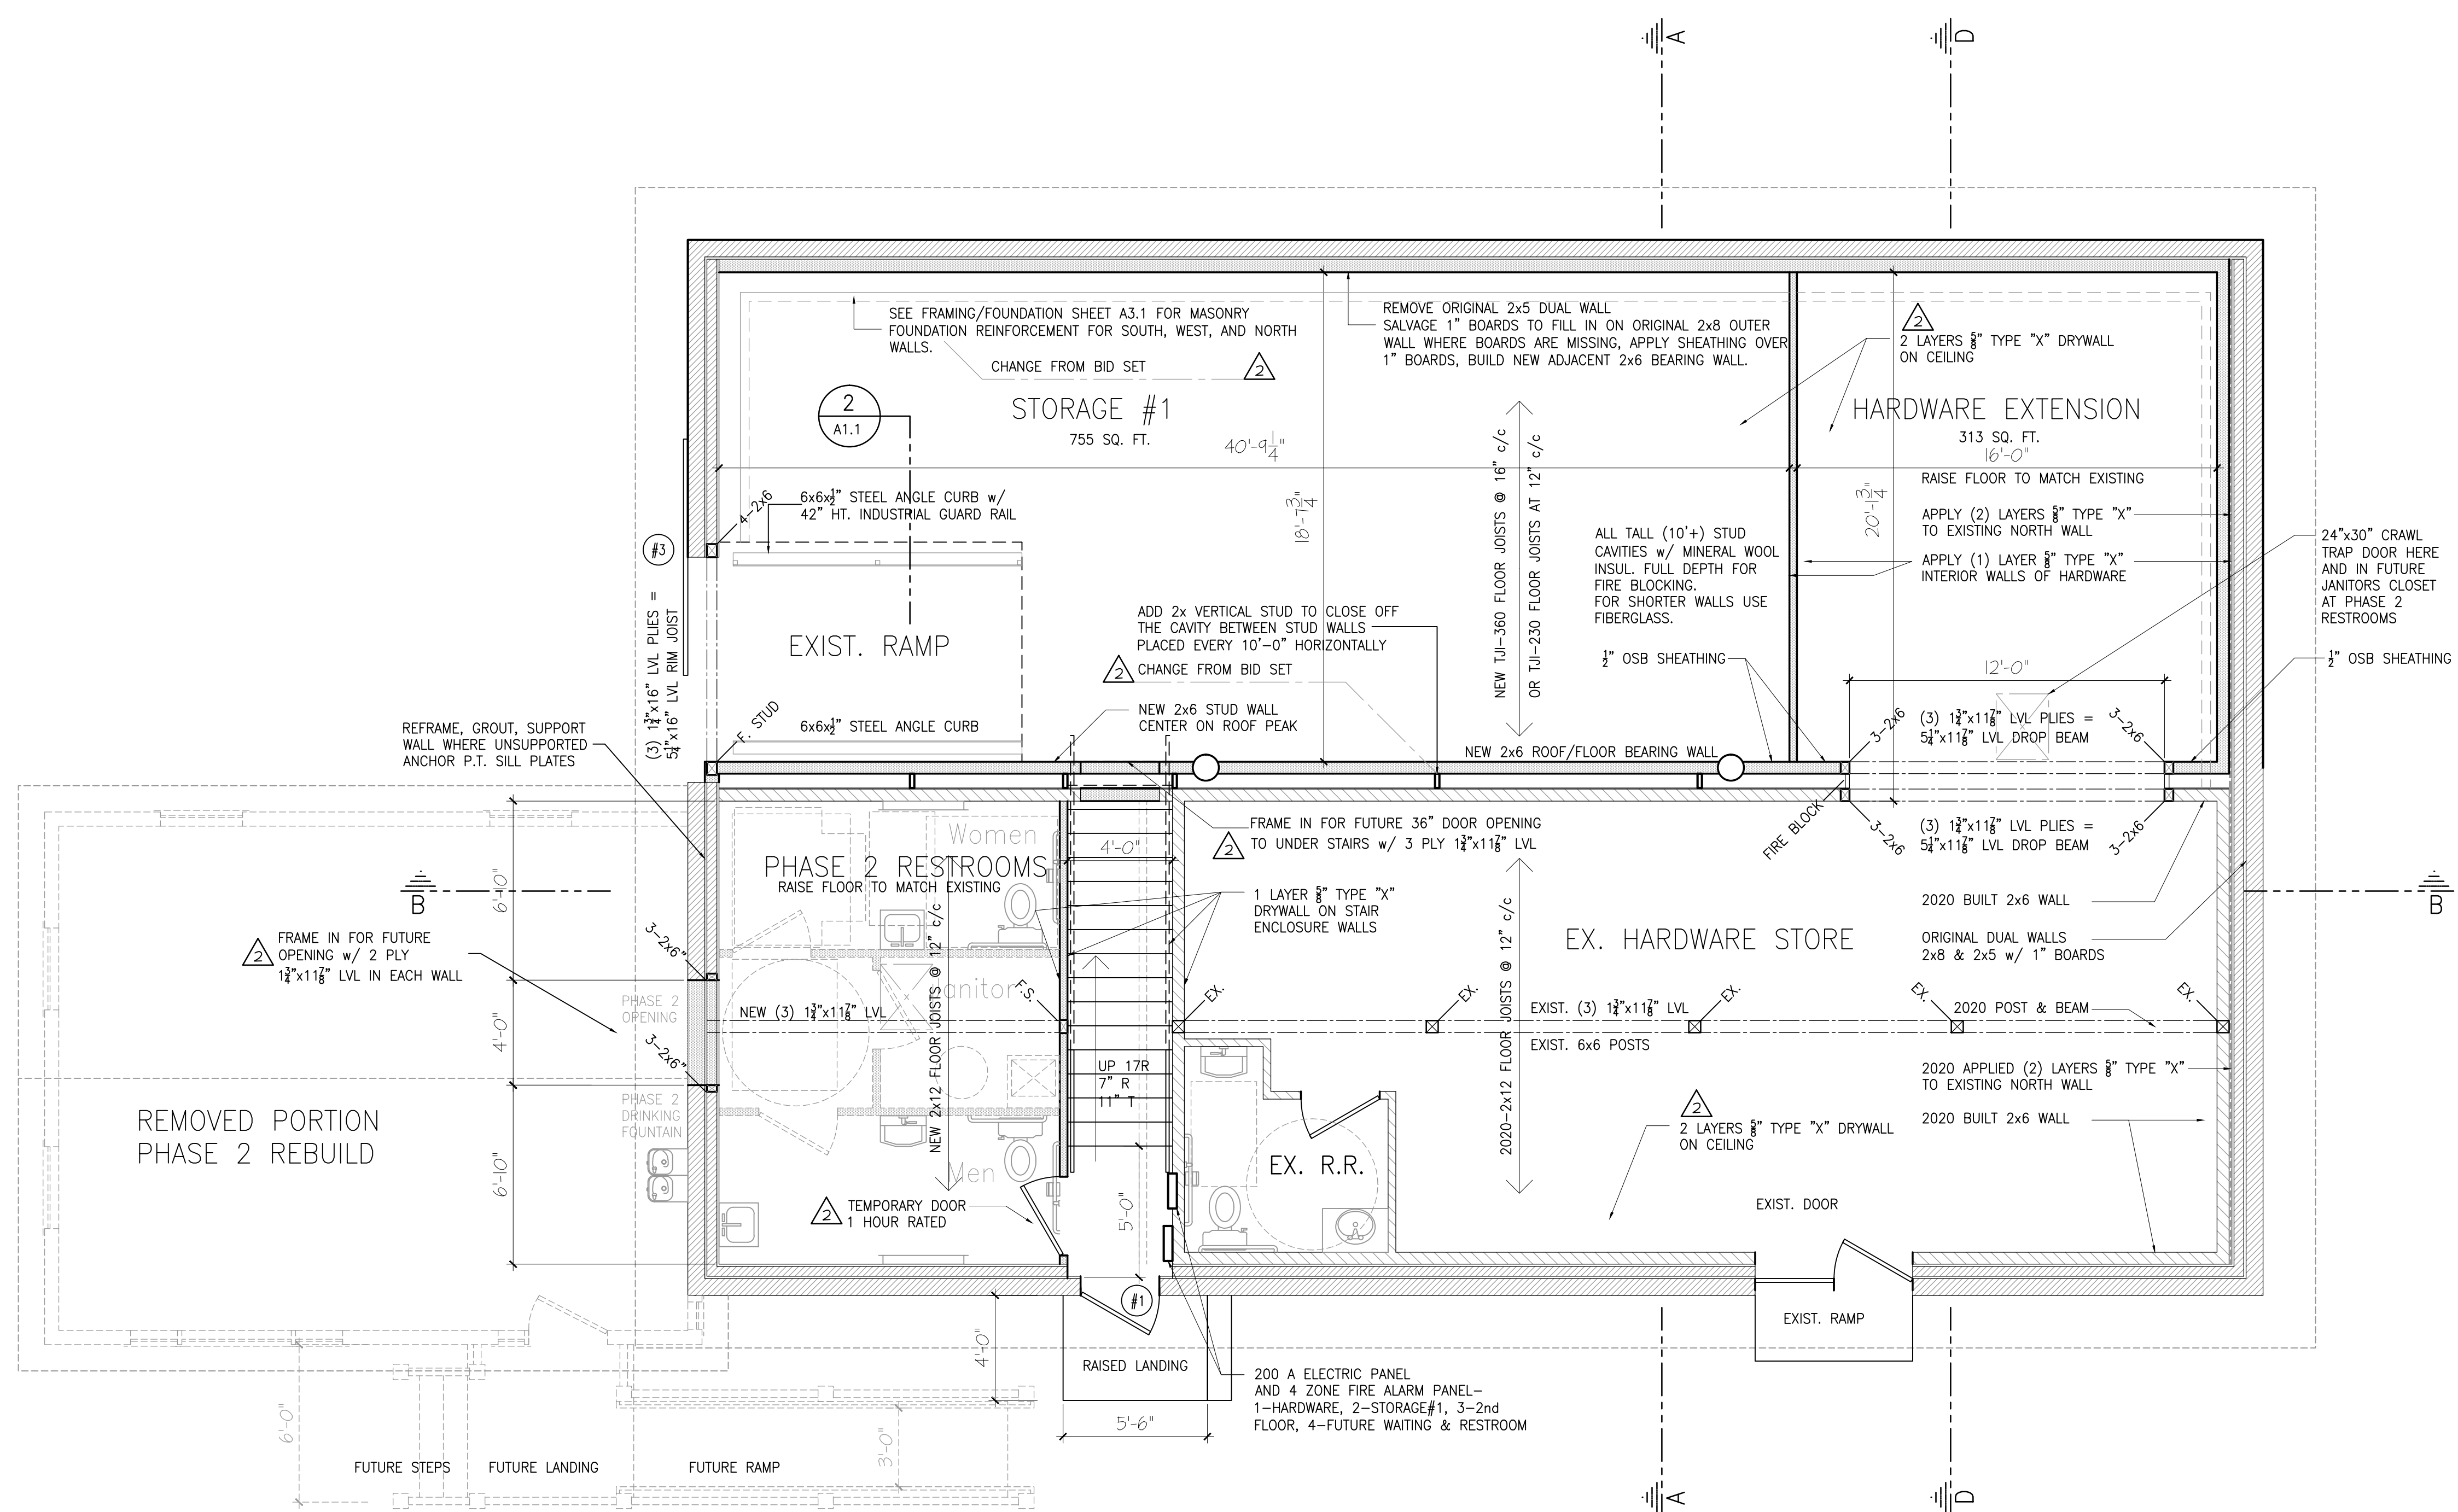 A
D
SEE FRAMING/FOUNDATION SHEET A3.1 FOR MASONRY
FOUNDATION REINFORCEMENT FOR SOUTH, WEST, AND NORTH
WALLS.
CHANGE FROM BID SET
2
REMOVE ORIGINAL 2x5 DUAL WALL
SALVAGE 1" BOARDS TO FILL IN ON ORIGINAL 2x8 OUTER
WALL WHERE BOARDS ARE MISSING, APPLY SHEATHING OVER
1" BOARDS, BUILD NEW ADJACENT 2x6 BEARING WALL.
2
2 LAYERS 5/8" TYPE "X" DRYWALL
ON CEILING
2
A1.1
STORAGE #1
755 SQ. FT.
40'-9 1/4"
HARDWARE EXTENSION
313 SQ. FT.
16'-0"
RAISE FLOOR TO MATCH EXISTING
18'-7 3/4"
20'-1 3/4"
NEW TJI-360 FLOOR JOISTS @ 16" c/c
OR TJI-230 FLOOR JOISTS AT 12" c/c
4-2x6
6x6x1/2" STEEL ANGLE CURB w/
42" HT. INDUSTRIAL GUARD RAIL
APPLY (2) LAYERS 5/8" TYPE "X"
TO EXISTING NORTH WALL
APPLY (1) LAYER 5/8" TYPE "X"
INTERIOR WALLS OF HARDWARE
24"x30" CRAWL
TRAP DOOR HERE
AND IN FUTURE
JANITORS CLOSET
AT PHASE 2
RESTROOMS
ALL TALL (10'+) STUD
CAVITIES w/ MINERAL WOOL
INSUL. FULL DEPTH FOR
FIRE BLOCKING.
FOR SHORTER WALLS USE
FIBERGLASS.
#3
(3) 1 3/4"x16" LVL PLIES =
5 1/4"x16" LVL RIM JOIST
EXIST. RAMP
ADD 2x VERTICAL STUD TO CLOSE OFF
THE CAVITY BETWEEN STUD WALLS
PLACED EVERY 10'-0" HORIZONTALLY
2
CHANGE FROM BID SET
1/2" OSB SHEATHING
12'-0"
1/2" OSB SHEATHING
F. STUD
6x6x1/2" STEEL ANGLE CURB
NEW 2x6 STUD WALL
CENTER ON ROOF PEAK
NEW 2x6 ROOF/FLOOR BEARING WALL
3-2x6
(3) 1 3/4"x11 7/8" LVL PLIES =
5 1/4"x11 7/8" LVL DROP BEAM
3-2x6
REFRAME, GROUT, SUPPORT
WALL WHERE UNSUPPORTED
ANCHOR P.T. SILL PLATES
FIRE BLOCK
3-2x6
(3) 1 3/4"x11 7/8" LVL PLIES =
5 1/4"x11 7/8" LVL DROP BEAM
3-2x6
FRAME IN FOR FUTURE 36" DOOR OPENING
2
TO UNDER STAIRS w/ 3 PLY 1 3/4"x11 7/8" LVL
Women
4'-0"
PHASE 2 RESTROOMS
RAISE FLOOR TO MATCH EXISTING
6'-10"
B
B
1 LAYER 5/8" TYPE "X"
DRYWALL ON STAIR
ENCLOSURE WALLS
2020 BUILT 2x6 WALL
ORIGINAL DUAL WALLS
2x8 & 2x5 w/ 1" BOARDS
EX. HARDWARE STORE
2
FRAME IN FOR FUTURE
OPENING w/ 2 PLY
1 3/4"x11 7/8" LVL IN EACH WALL
3-2x6"
PHASE 2
OPENING
4'-0"
3-2x6"
NEW (3) 1 3/4"x11 7/8" LVL
NEW 2x12 FLOOR JOISTS @ 12" c/c
Janitor
F.S.
EX.
EX.
EX.
EX.
EX.
EXIST. (3) 1 3/4"x11 7/8" LVL
EXIST. 6x6 POSTS
2020-2x12 FLOOR JOISTS @ 12" c/c
2020 POST & BEAM
UP 17R
7" R
11" T
2020 APPLIED (2) LAYERS 5/8" TYPE "X"
TO EXISTING NORTH WALL
2020 BUILT 2x6 WALL
PHASE 2
DRINKING
FOUNTAIN
REMOVED PORTION
PHASE 2 REBUILD
6'-10"
Men
EX. R.R.
2
2 LAYERS 5/8" TYPE "X" DRYWALL
ON CEILING
2
TEMPORARY DOOR
1 HOUR RATED
5'-0"
EXIST. DOOR
#1
EXIST. RAMP
4'-0"
RAISED LANDING
5'-6"
200 A ELECTRIC PANEL
AND 4 ZONE FIRE ALARM PANEL-
1-HARDWARE, 2-STORAGE#1, 3-2nd
FLOOR, 4-FUTURE WAITING & RESTROOM
6'-0"
3'-0"
FUTURE STEPS
FUTURE LANDING
FUTURE RAMP
A
D